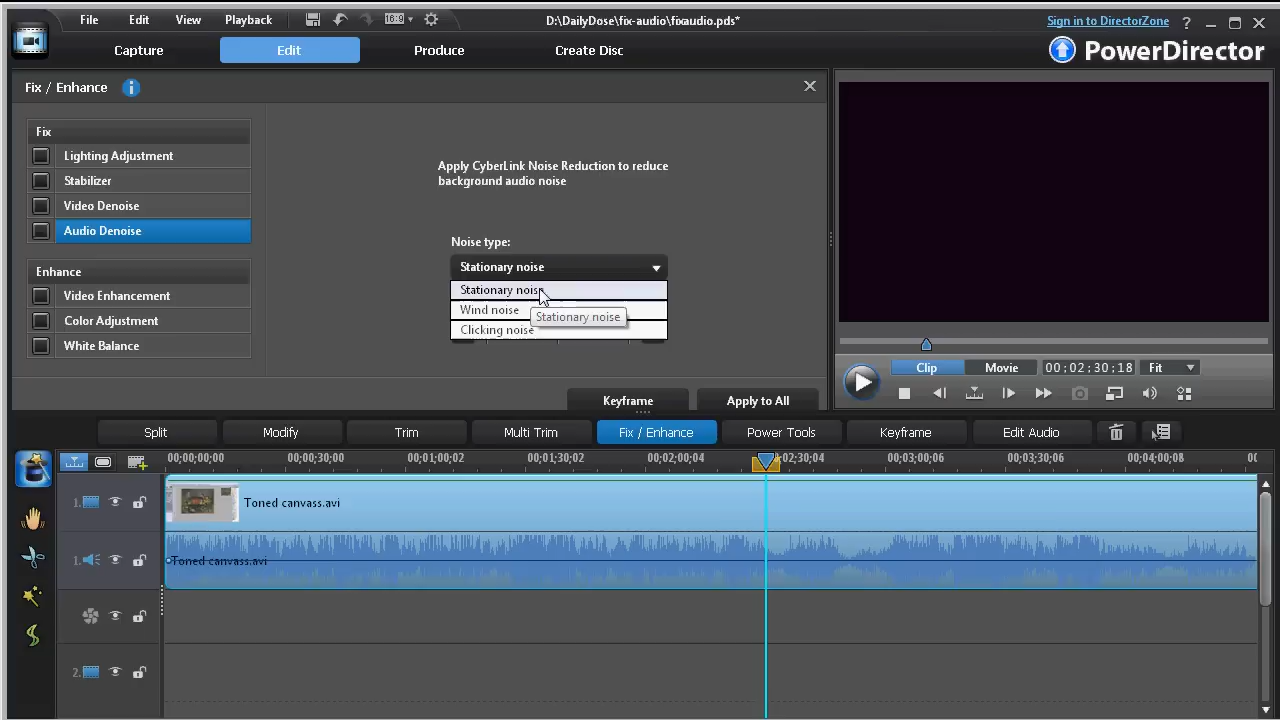 File Edit View Playback 16:9 D:\DailyDose\fix-audio\fixaudio.pds* Sign in to DirectorZone ?
Capture Edit Produce Create Disc PowerDirector
Fix / Enhance i
Fix
Lighting Adjustment
Stabilizer
Video Denoise
Audio Denoise
Enhance
Video Enhancement
Color Adjustment
White Balance
Apply CyberLink Noise Reduction to reduce
background audio noise
Noise type:
Stationary noise
Stationary noise
Wind noise
Stationary noise
Clicking noise
Keyframe Apply to All
Clip Movie 00;02;30;18 Fit
Split Modify Trim Multi Trim Fix / Enhance Power Tools Keyframe Edit Audio
00;00;00;00 00;00;30;00 00;01;00;02 00;01;30;02 00;02;00;04 02;30;04 00;03;00;06 00;03;30;06 00;04;00;08 00
1. Toned canvass.avi
1. Toned canvass.avi
2.